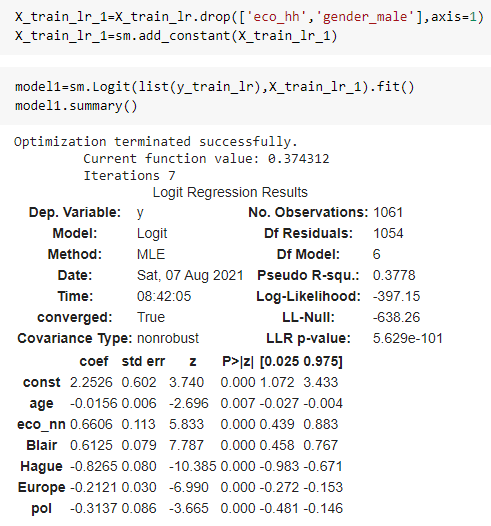 X_train_lr_1=X_train_lr.drop(['eco_hh','gender_male'],axis=1)
X_train_lr_1=sm.add_constant(X_train_lr_1)
model1=sm.Logit(list(y_train_lr),X_train_lr_1).fit()
model1.summary()
Optimization terminated successfully.
Current function value: 0.374312
Iterations 7
Logit Regression Results
Dep. Variable: y No. Observations: 1061
Model: Logit Df Residuals: 1054
Method: MLE Df Model: 6
Date: Sat, 07 Aug 2021 Pseudo R-squ.: 0.3778
Time: 08:42:05 Log-Likelihood: -397.15
converged: True LL-Null: -638.26
Covariance Type: nonrobust LLR p-value: 5.629e-101
coef std err z P>|z| [0.025 0.975]
const 2.2526 0.602 3.740 0.000 1.072 3.433
age -0.0156 0.006 -2.696 0.007 -0.027 -0.004
eco_nn 0.6606 0.113 5.833 0.000 0.439 0.883
Blair 0.6125 0.079 7.787 0.000 0.458 0.767
Hague -0.8265 0.080 -10.385 0.000 -0.983 -0.671
Europe -0.2121 0.030 -6.990 0.000 -0.272 -0.153
pol -0.3137 0.086 -3.665 0.000 -0.481 -0.146